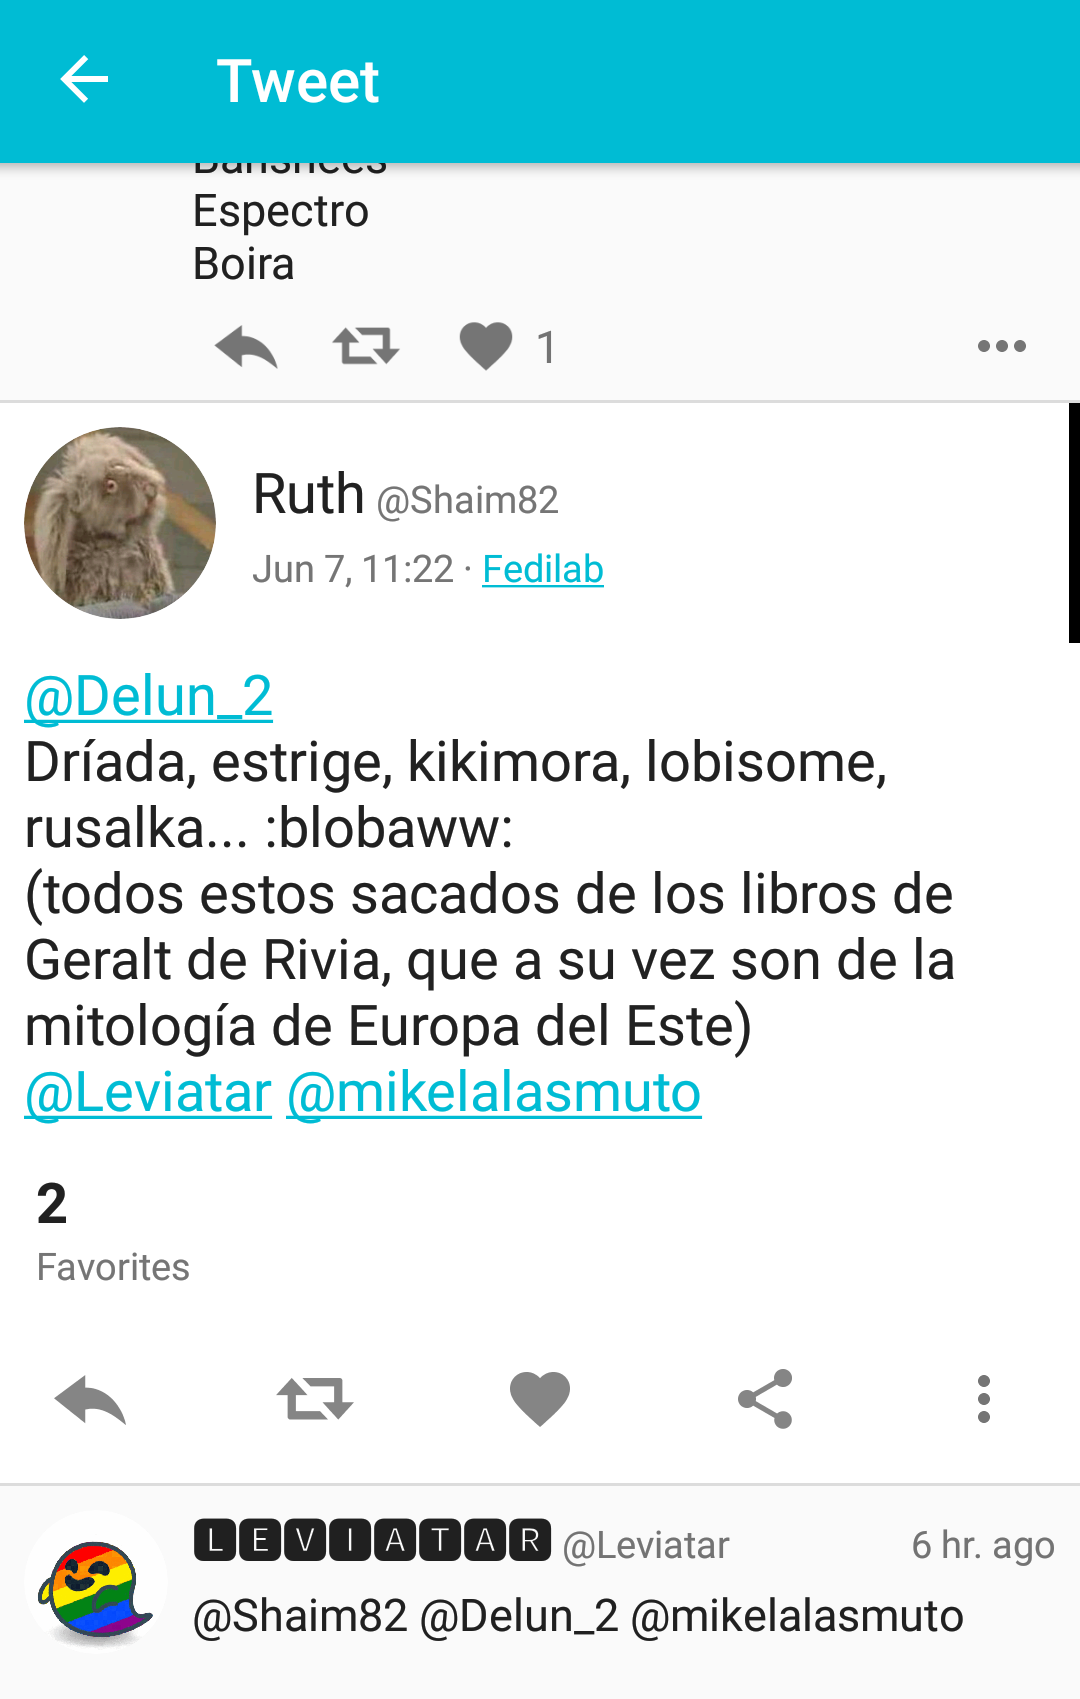 Tweet
Banshees
Espectro
Boira
1
Ruth @Shaim82
Jun 7, 11:22 · Fedilab
@Delun_2
Dríada, estrige, kikimora, lobisome,
rusalka... :blobaww:
(todos estos sacados de los libros de
Geralt de Rivia, que a su vez son de la
mitología de Europa del Este)
@Leviatar @mikelalasmuto
2
Favorites
🅻🅴🆅🅸🅰🆃🅰🆁 @Leviatar 6 hr. ago
@Shaim82 @Delun_2 @mikelalasmuto